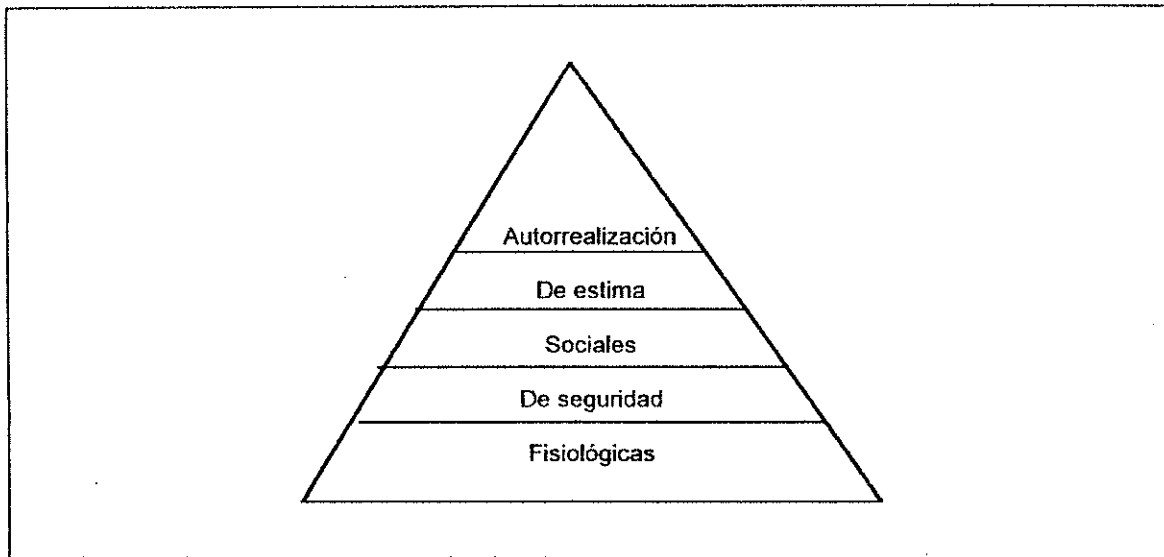 Autorrealización
De estima
Sociales
De seguridad
Fisiológicas